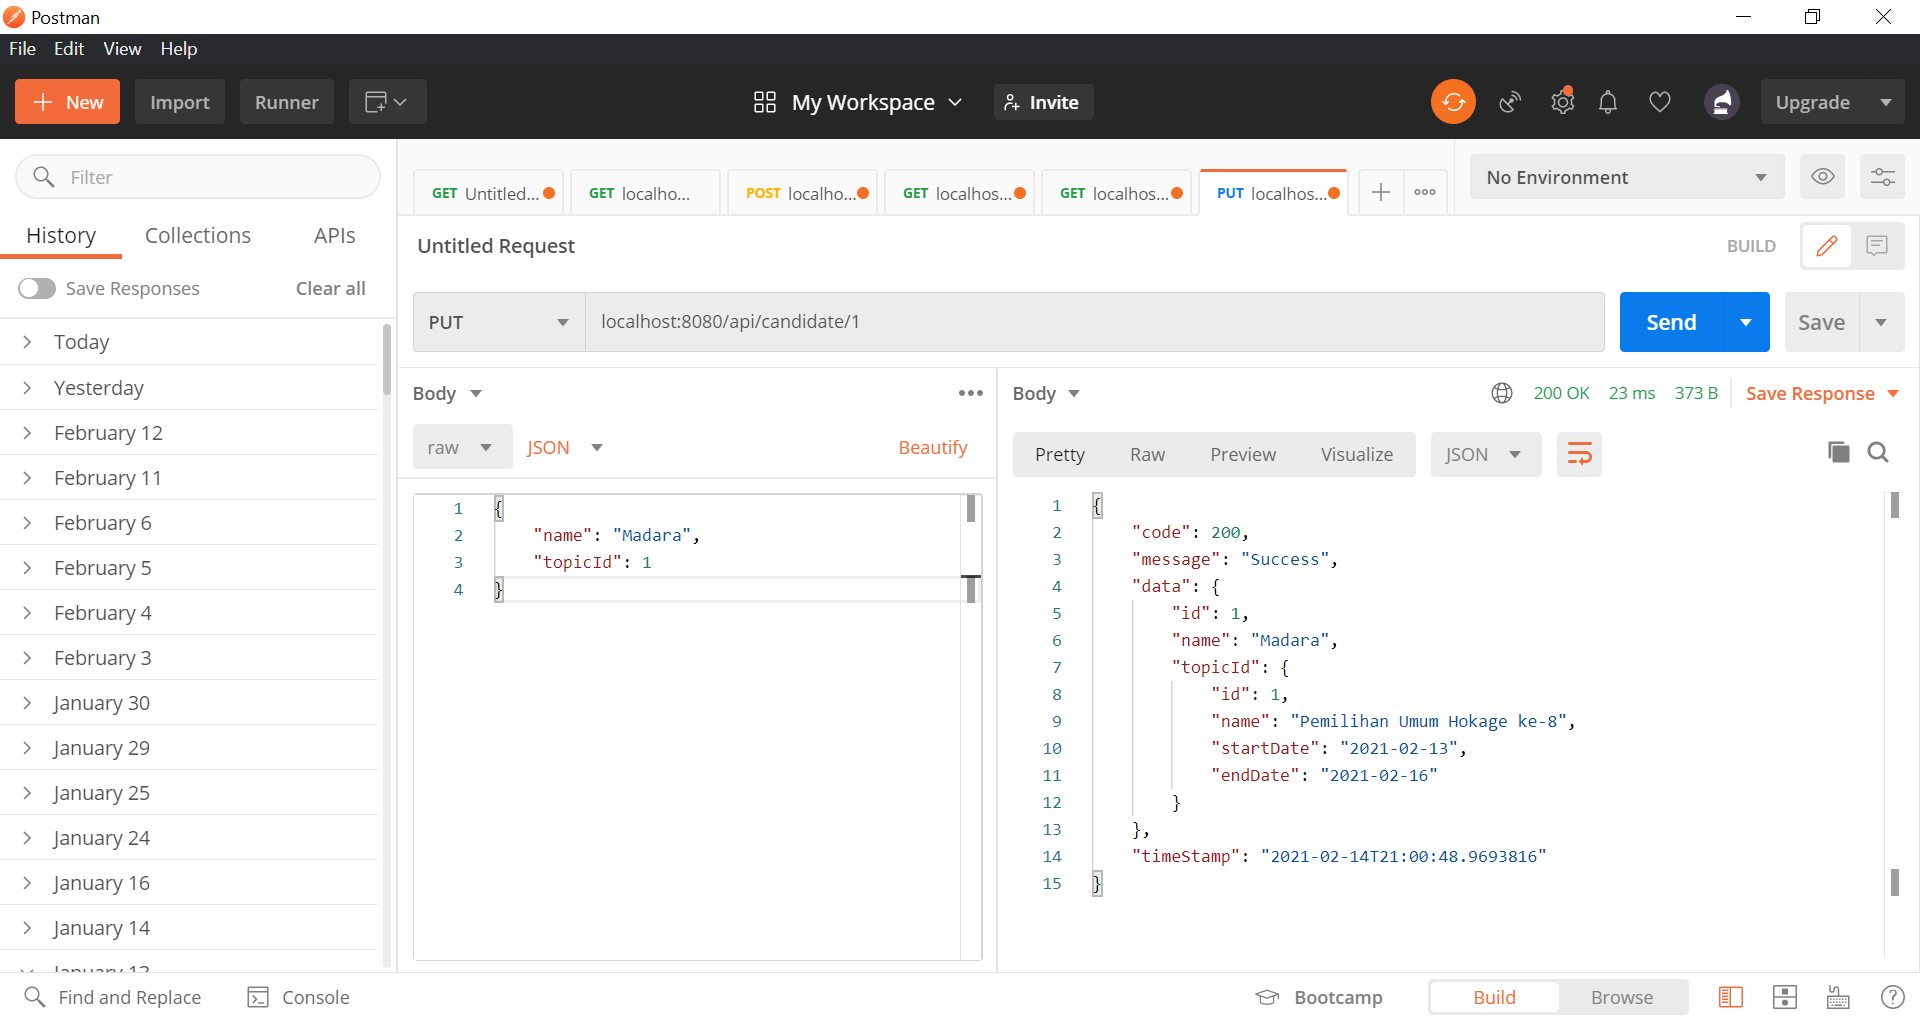 Postman
File Edit View Help
New Import Runner My Workspace Invite Upgrade
Filter
GET Untitled... GET localho... POST localho... GET localhos... GET localhos... PUT localhos... No Environment
History Collections APIs
Untitled Request BUILD
Save Responses Clear all
PUT localhost:8080/api/candidate/1 Send Save
Today
Yesterday
February 12
February 11
February 6
February 5
February 4
February 3
January 30
January 29
January 25
January 24
January 16
January 14
January 13
Body
raw JSON Beautify
1 {
2 "name": "Madara",
3 "topicId": 1
4 }
Body 200 OK 23 ms 373 B Save Response
Pretty Raw Preview Visualize JSON
1 {
2 "code": 200,
3 "message": "Success",
4 "data": {
5 "id": 1,
6 "name": "Madara",
7 "topicId": {
8 "id": 1,
9 "name": "Pemilihan Umum Hokage ke-8",
10 "startDate": "2021-02-13",
11 "endDate": "2021-02-16"
12 }
13 },
14 "timeStamp": "2021-02-14T21:00:48.9693816"
15 }
Find and Replace Console Bootcamp Build Browse